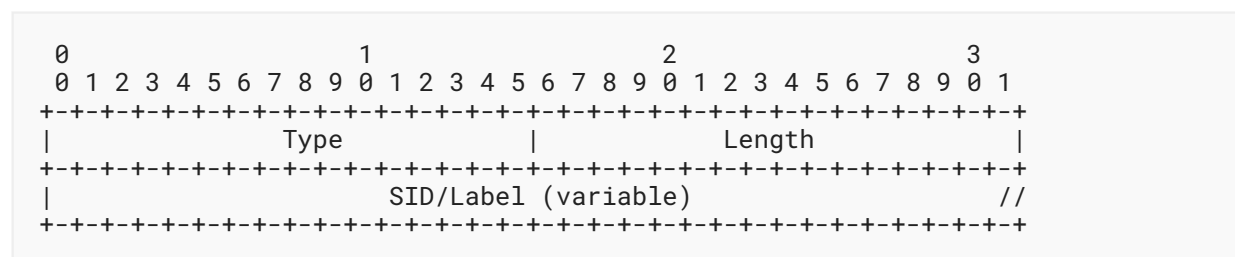 0                   1                   2                   3
 0 1 2 3 4 5 6 7 8 9 0 1 2 3 4 5 6 7 8 9 0 1 2 3 4 5 6 7 8 9 0 1
+-+-+-+-+-+-+-+-+-+-+-+-+-+-+-+-+-+-+-+-+-+-+-+-+-+-+-+-+-+-+-+-+
|               Type            |            Length             |
+-+-+-+-+-+-+-+-+-+-+-+-+-+-+-+-+-+-+-+-+-+-+-+-+-+-+-+-+-+-+-+-+
|                      SID/Label (variable)                    //
+-+-+-+-+-+-+-+-+-+-+-+-+-+-+-+-+-+-+-+-+-+-+-+-+-+-+-+-+-+-+-+-+